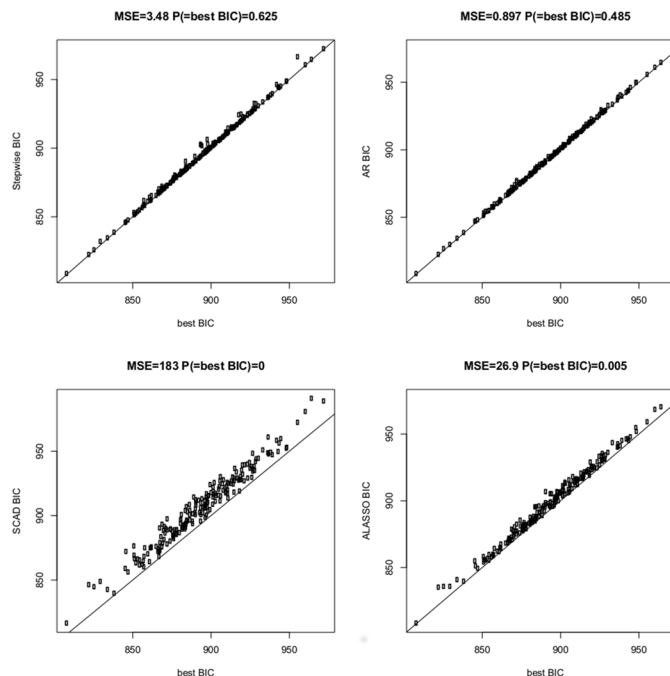 MSE=3.48 P(=best BIC)=0.625
950
900
850
Stepwise BIC
850 900 950
best BIC
MSE=0.897 P(=best BIC)=0.485
950
900
850
AR BIC
850 900 950
best BIC
MSE=183 P(=best BIC)=0
950
900
850
SCAD BIC
850 900 950
best BIC
MSE=26.9 P(=best BIC)=0.005
950
900
850
ALASSO BIC
850 900 950
best BIC